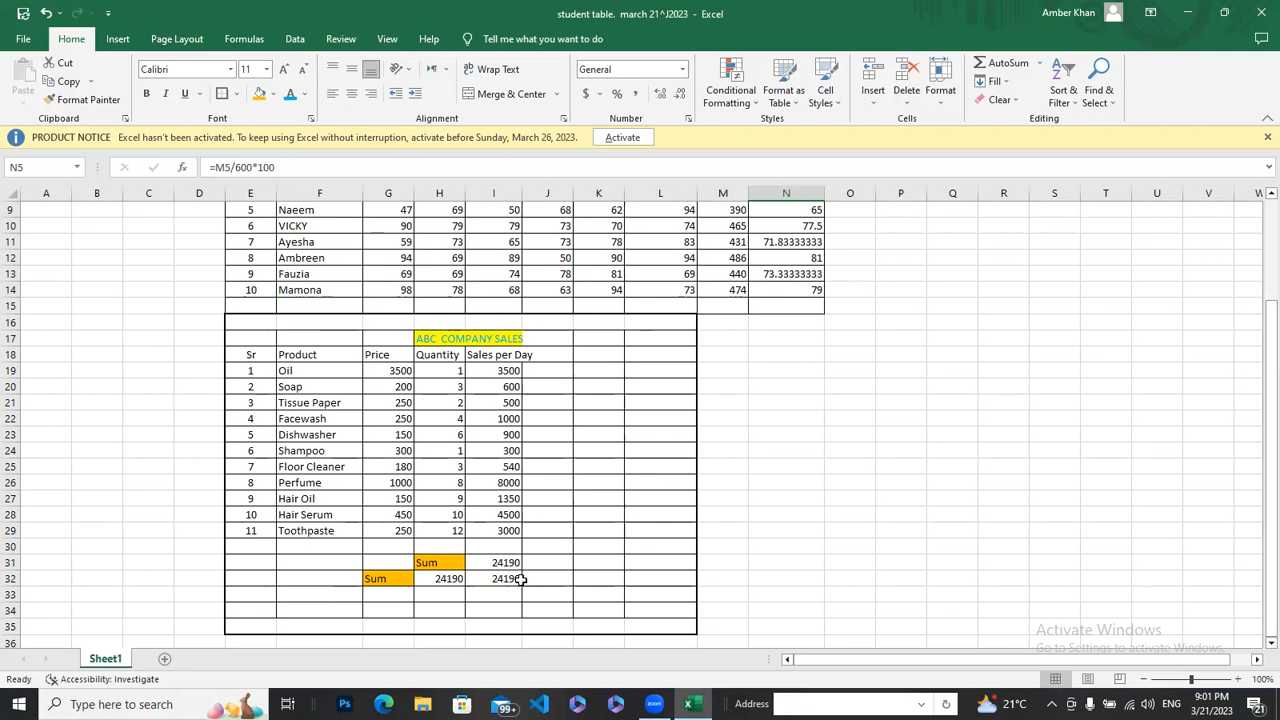 student table. march 21^J2023 - Excel
Amber Khan
File Home Insert Page Layout Formulas Data Review View Help Tell me what you want to do
Paste
Cut
Copy
Format Painter
Clipboard
Calibri 11
B I U
Font
Wrap Text
Merge & Center
Alignment
General
$ % ,
Number
Conditional Formatting
Format as Table
Cell Styles
Styles
Insert Delete Format
Cells
AutoSum
Fill
Clear
Sort & Filter
Find & Select
Editing
PRODUCT NOTICE Excel hasn't been activated. To keep using Excel without interruption, activate before Sunday, March 26, 2023. Activate
N5 fx =M5/600*100
A B C D E F G H I J K L M N O P Q R S T U V W
9 5 Naeem 47 69 50 68 62 94 390 65
10 6 VICKY 90 79 79 73 70 74 465 77.5
11 7 Ayesha 59 73 65 73 78 83 431 71.83333333
12 8 Ambreen 94 69 89 50 90 94 486 81
13 9 Fauzia 69 69 74 78 81 69 440 73.33333333
14 10 Mamona 98 78 68 63 94 73 474 79
15
16
17 ABC COMPANY SALES
18 Sr Product Price Quantity Sales per Day
19 1 Oil 3500 1 3500
20 2 Soap 200 3 600
21 3 Tissue Paper 250 2 500
22 4 Facewash 250 4 1000
23 5 Dishwasher 150 6 900
24 6 Shampoo 300 1 300
25 7 Floor Cleaner 180 3 540
26 8 Perfume 1000 8 8000
27 9 Hair Oil 150 9 1350
28 10 Hair Serum 450 10 4500
29 11 Toothpaste 250 12 3000
30
31 Sum 24190
32 Sum 24190 24190
33
34
35
36
Activate Windows
Go to Settings to activate Windows.
Sheet1
Ready Accessibility: Investigate 100%
Type here to search
Ps
99+
zoom
Address
21°C
9:01 PM
3/21/2023
21